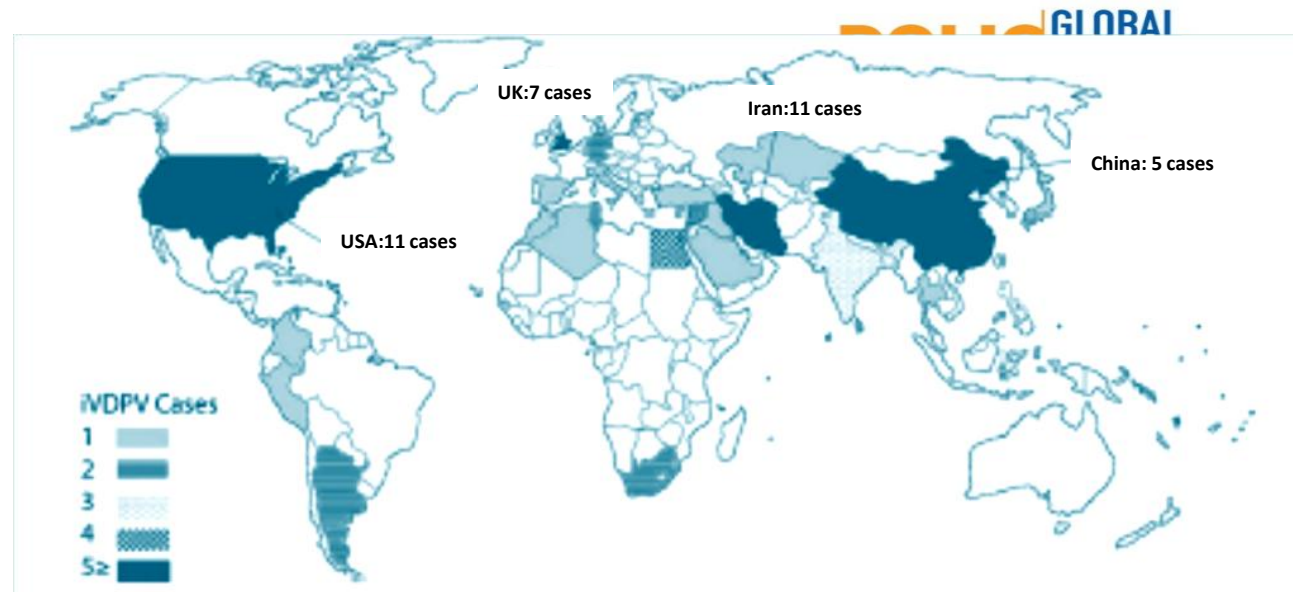 GLOBAL
UK:7 cases
Iran:11 cases
China: 5 cases
USA:11 cases
iVDPV Cases
1
2
3
4
5≥